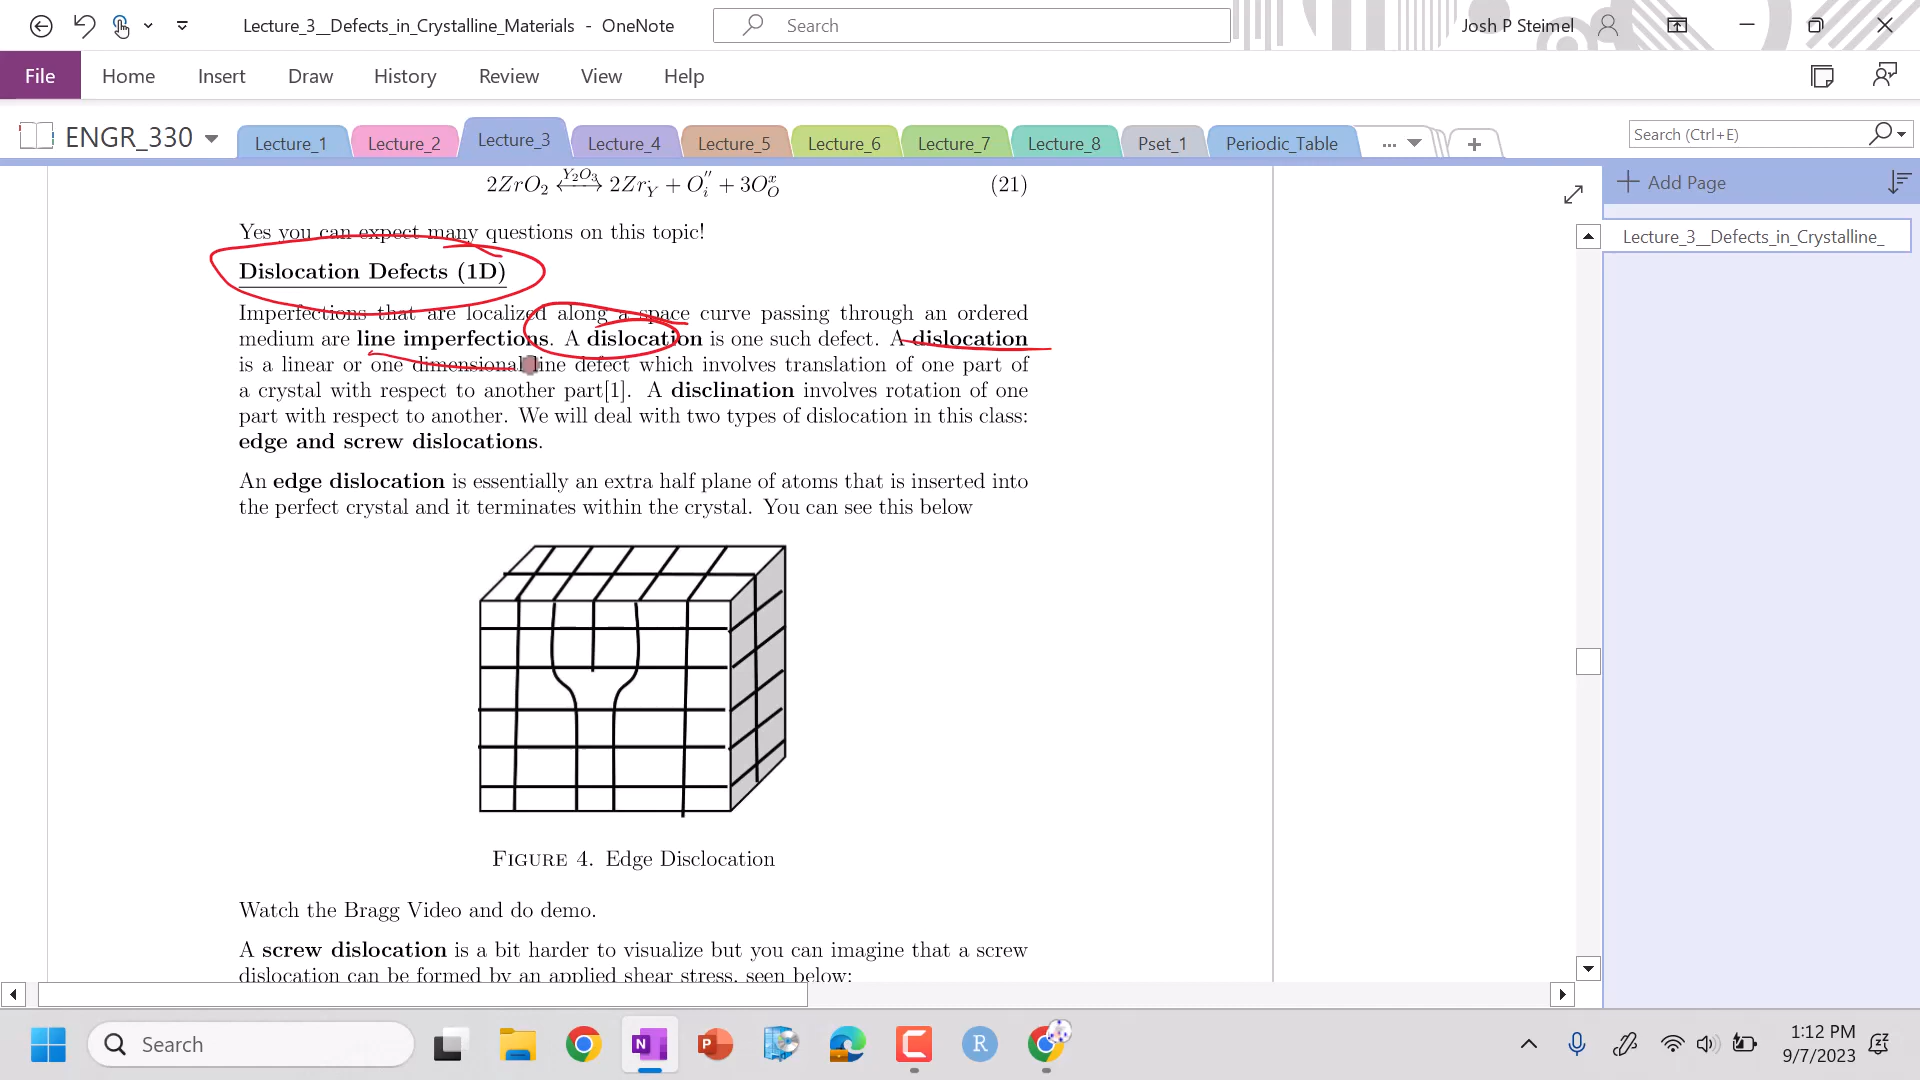 Lecture_3__Defects_in_Crystalline_Materials - OneNote
Search
Josh P Steimel
File Home Insert Draw History Review View Help
ENGR_330
Lecture_1 Lecture_2 Lecture_3 Lecture_4 Lecture_5 Lecture_6 Lecture_7 Lecture_8 Pset_1 Periodic_Table ...
Search (Ctrl+E)
Add Page
Lecture_3__Defects_in_Crystalline_
2ZrO₂ ⟷ 2Zr˙_Y + O_i″ + 3O_O^x (21)
Y₂O₃
Yes you can expect many questions on this topic!
Dislocation Defects (1D)
Imperfections that are localized along a space curve passing through an ordered
medium are line imperfections. A dislocation is one such defect. A dislocation
is a linear or one dimensional line defect which involves translation of one part of
a crystal with respect to another part[1]. A disclination involves rotation of one
part with respect to another. We will deal with two types of dislocation in this class:
edge and screw dislocations.
An edge dislocation is essentially an extra half plane of atoms that is inserted into
the perfect crystal and it terminates within the crystal. You can see this below
Figure 4. Edge Disclocation
Watch the Bragg Video and do demo.
A screw dislocation is a bit harder to visualize but you can imagine that a screw
dislocation can be formed by an applied shear stress, seen below:
Search
1:12 PM
9/7/2023